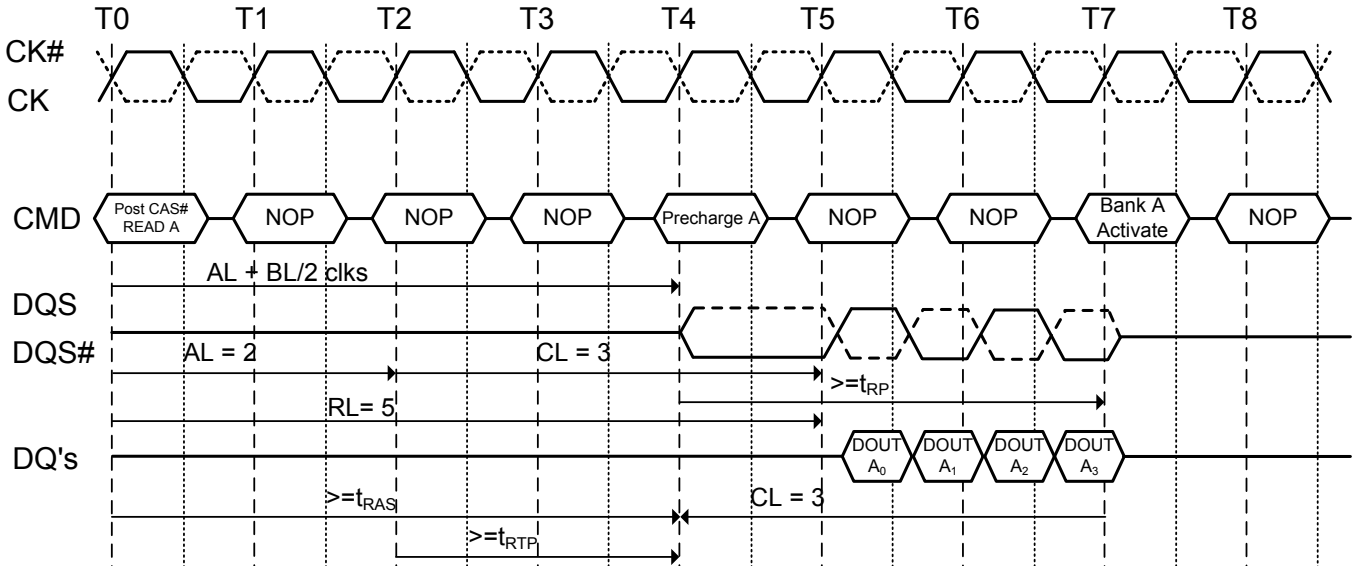 T0 T1 T2 T3 T4 T5 T6 T7 T8
CK#
CK
CMD
Post CAS#
READ A
NOP
NOP
NOP
Precharge A
NOP
NOP
Bank A
Activate
NOP
AL + BL/2 clks
DQS
DQS#
AL = 2
CL = 3
>=tRP
RL= 5
DQ's
DOUT
A0
DOUT
A1
DOUT
A2
DOUT
A3
>=tRAS
CL = 3
>=tRTP